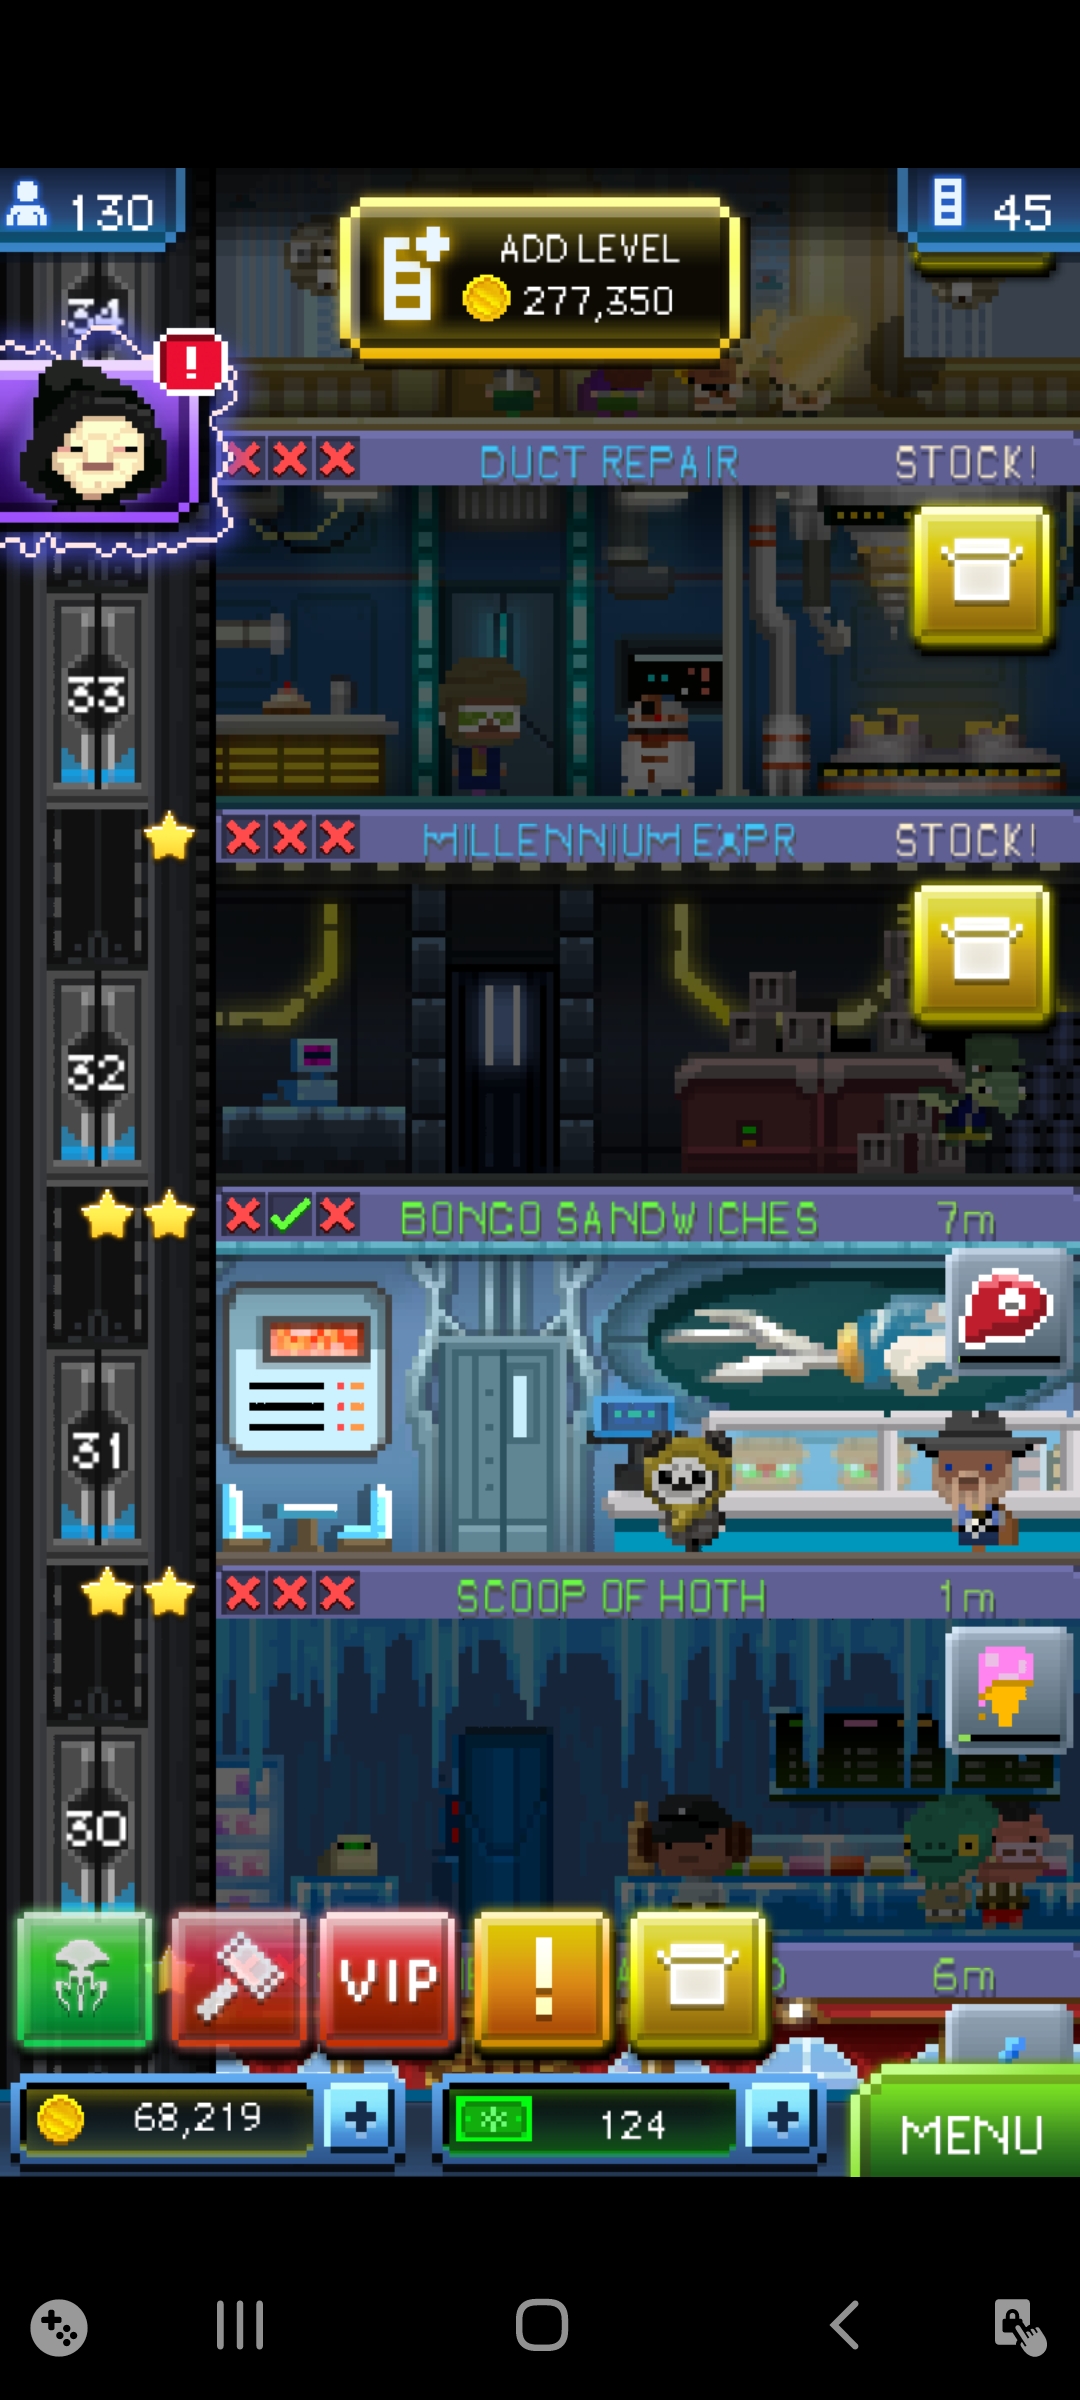 130
ADD LEVEL
277,350
45
34
!
DUCT REPAIR STOCK!
33
MILLENNIUM EXPR STOCK!
32
BONGO SANDWICHES 7m
31
SCOOP OF HOTH 1m
30
6m
VIP
!
68,219
+
124
+
MENU